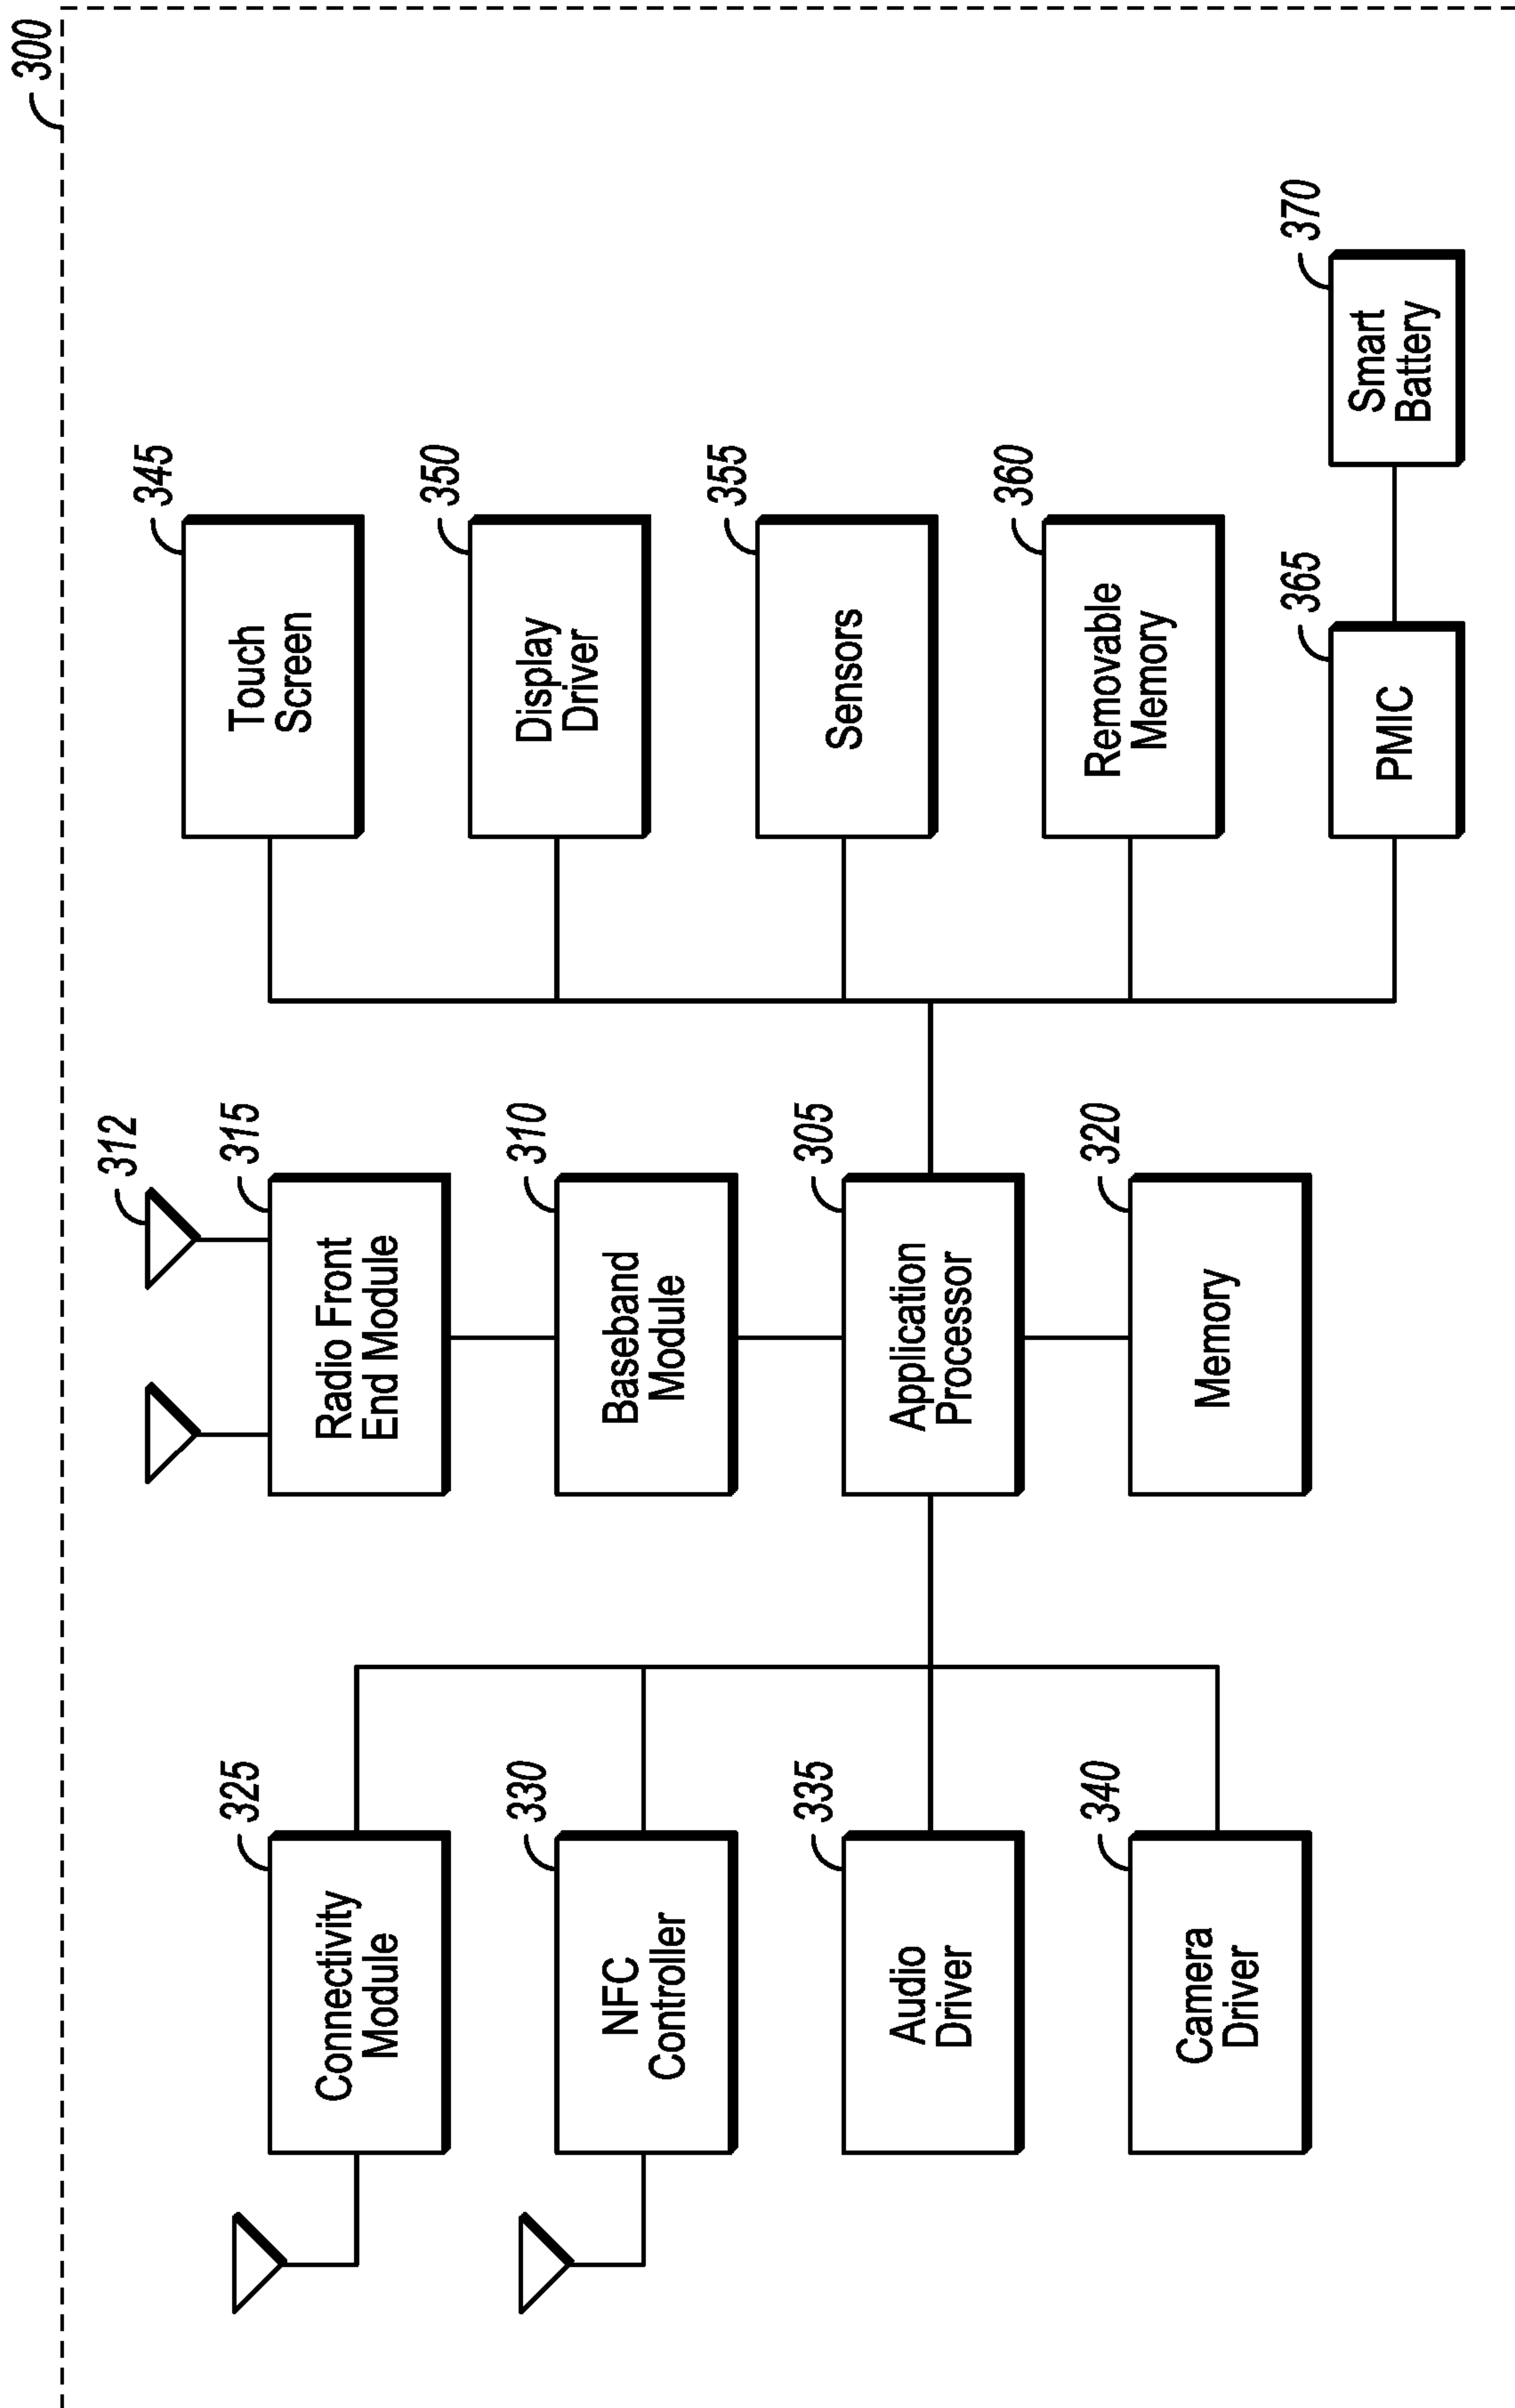 300
312
325
Connectivity
Module
315
Radio Front
End Module
345
Touch
Screen
330
NFC
Controller
310
Baseband
Module
350
Display
Driver
335
Audio
Driver
305
Application
Processor
355
Sensors
340
Camera
Driver
320
Memory
360
Removable
Memory
365
PMIC
370
Smart
Battery